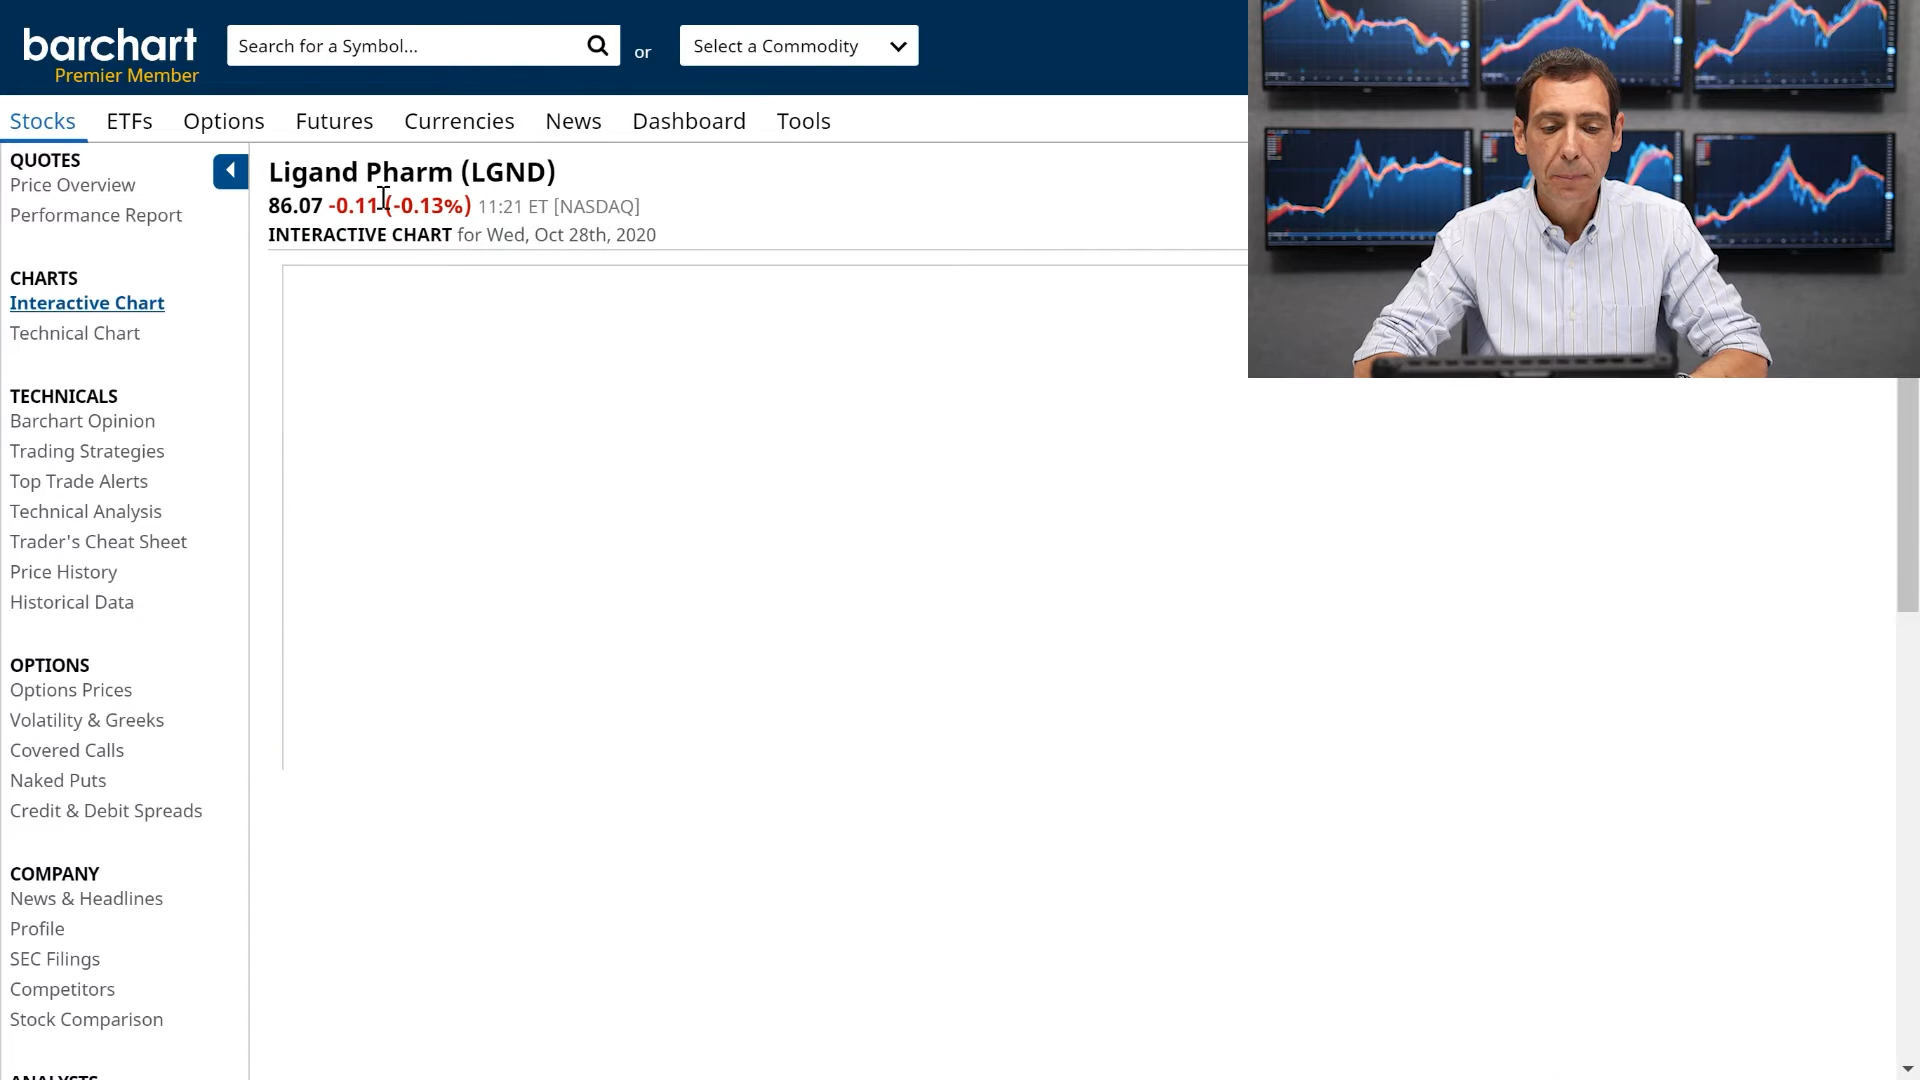 barchart
Premier Member
Search for a Symbol...
or
Select a Commodity
Stocks
ETFs
Options
Futures
Currencies
News
Dashboard
Tools
QUOTES
Price Overview
Performance Report
CHARTS
Interactive Chart
Technical Chart
TECHNICALS
Barchart Opinion
Trading Strategies
Top Trade Alerts
Technical Analysis
Trader's Cheat Sheet
Price History
Historical Data
OPTIONS
Options Prices
Volatility & Greeks
Covered Calls
Naked Puts
Credit & Debit Spreads
COMPANY
News & Headlines
Profile
SEC Filings
Competitors
Stock Comparison
ANALYSTS
Ligand Pharm (LGND)
86.07 -0.11 (-0.13%) 11:21 ET [NASDAQ]
INTERACTIVE CHART for Wed, Oct 28th, 2020